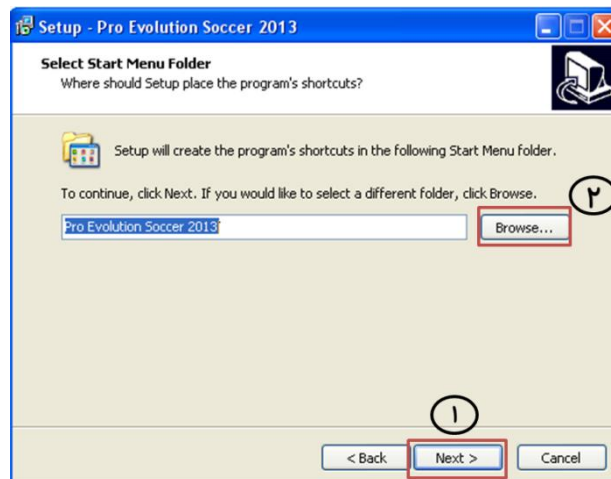 Setup - Pro Evolution Soccer 2013
Select Start Menu Folder
Where should Setup place the program's shortcuts?
Setup will create the program's shortcuts in the following Start Menu folder.
To continue, click Next. If you would like to select a different folder, click Browse.
۲
Pro Evolution Soccer 2013
Browse...
۱
< Back
Next >
Cancel